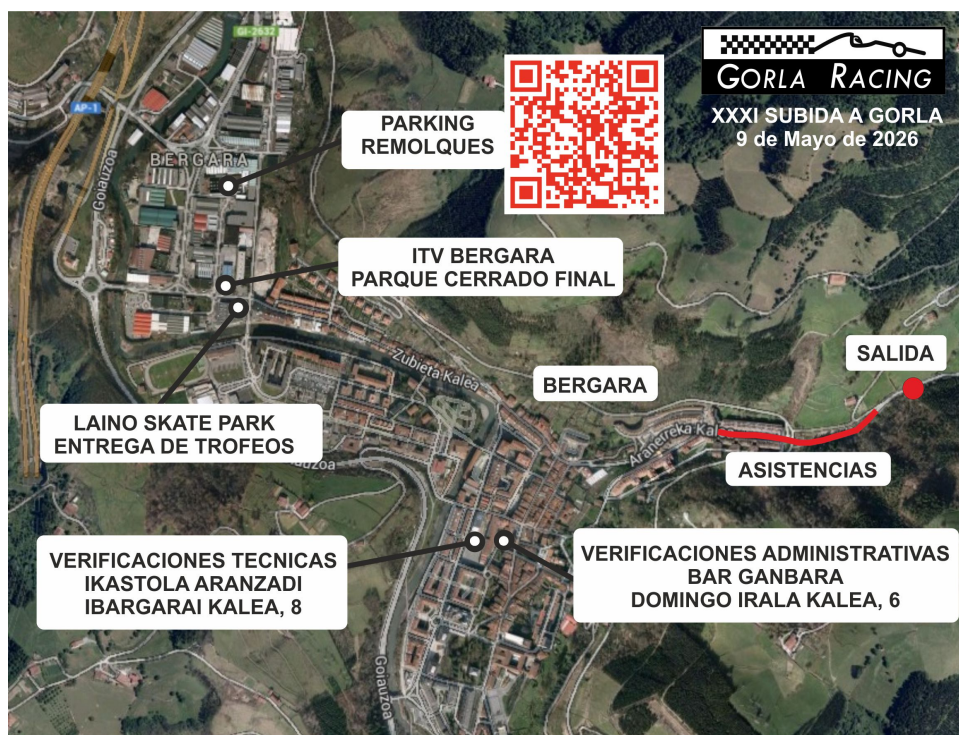 GI-2632
AP-1
GORLA RACING
XXXI SUBIDA A GORLA
9 de Mayo de 2026
PARKING
REMOLQUES
BERGARA
Goiauzoa
ITV BERGARA
PARQUE CERRADO FINAL
SALIDA
Zubieta Kalea
BERGARA
LAINO SKATE PARK
ENTREGA DE TROFEOS
Aranerreka Kalea
ASISTENCIAS
VERIFICACIONES TECNICAS
IKASTOLA ARANZADI
IBARGARAI KALEA, 8
VERIFICACIONES ADMINISTRATIVAS
BAR GANBARA
DOMINGO IRALA KALEA, 6
Goiauzoa